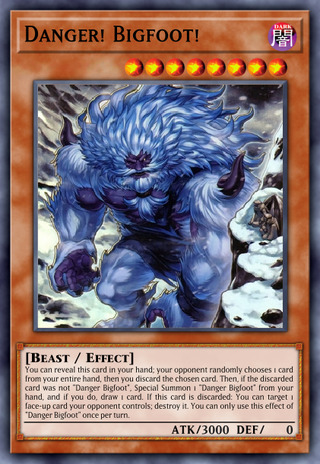 Danger! Bigfoot!
DARK
闇
[Beast / Effect]
You can reveal this card in your hand; your opponent randomly chooses 1 card
from your entire hand, then you discard the chosen card. Then, if the discarded
card was not "Danger Bigfoot", Special Summon 1 "Danger Bigfoot" from your
hand, and if you do, draw 1 card. If this card is discarded: You can target 1
face-up card your opponent controls; destroy it. You can only use this effect of
"Danger Bigfoot" once per turn.
ATK/3000 DEF/ 0